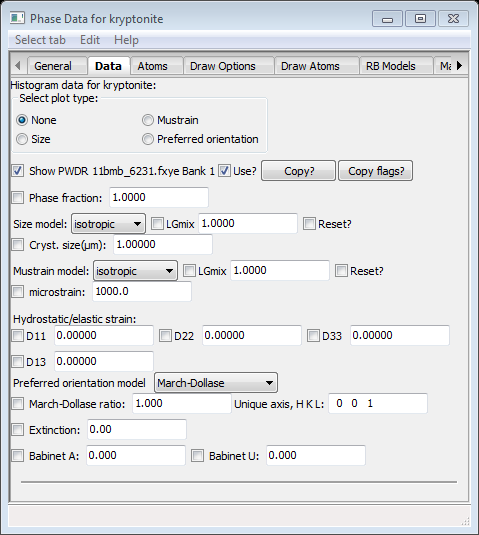 Phase Data for kryptonite
Select tab Edit Help
General Data Atoms Draw Options Draw Atoms RB Models
Histogram data for kryptonite:
Select plot type:
None Mustrain
Size Preferred orientation
Show PWDR 11bmb_6231.fxye Bank 1 Use? Copy? Copy flags?
Phase fraction: 1.0000
Size model: isotropic LGmix 1.0000 Reset?
Cryst. size(µm): 1.00000
Mustrain model: isotropic LGmix 1.0000 Reset?
microstrain: 1000.0
Hydrostatic/elastic strain:
D11 0.00000 D22 0.00000 D33 0.00000
D13 0.00000
Preferred orientation model March-Dollase
March-Dollase ratio: 1.000 Unique axis, H K L: 0 0 1
Extinction: 0.00
Babinet A: 0.000 Babinet U: 0.000